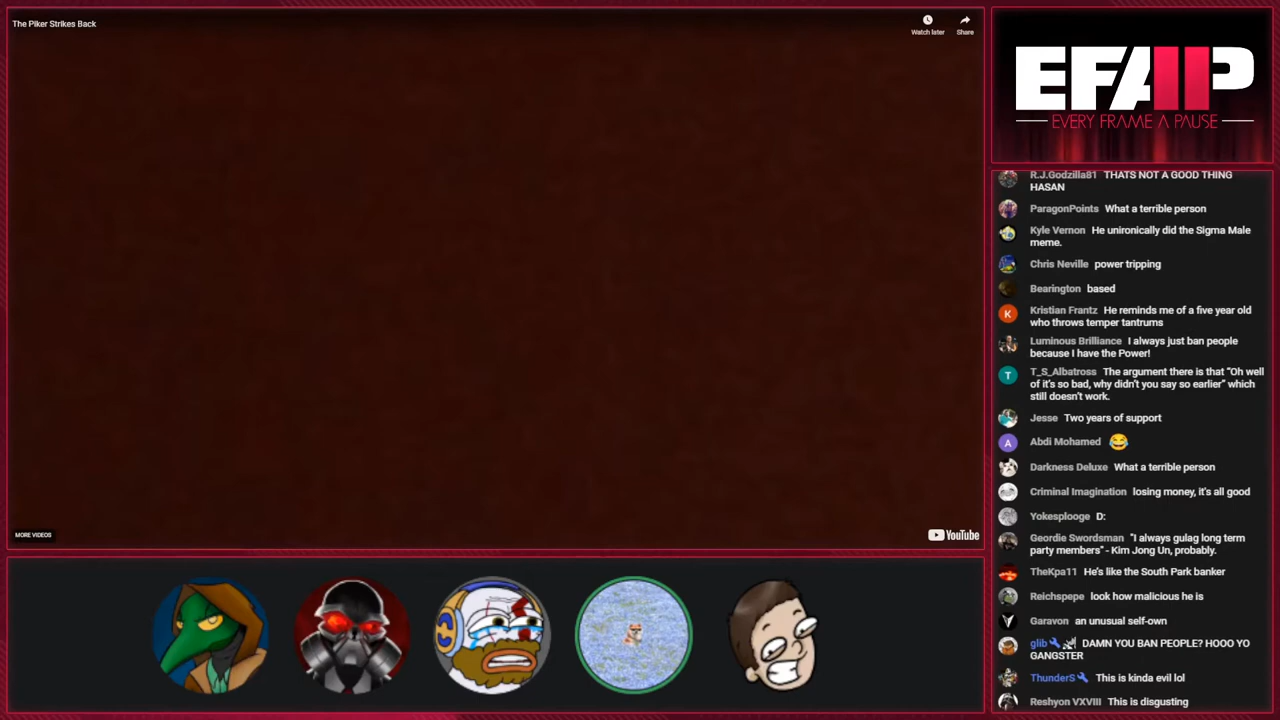 The Piker Strikes Back
Watch later
Share
MORE VIDEOS
YouTube
EFAP
EVERY FRAME A PAUSE
R.J.Godzilla81 THATS NOT A GOOD THING
HASAN
ParagonPoints What a terrible person
Kyle Vernon He unironically did the Sigma Male
meme.
Chris Neville power tripping
Bearington based
K
Kristian Frantz He reminds me of a five year old
who throws temper tantrums
Luminous Brilliance I always just ban people
because I have the Power!
T
T_S_Albatross The argument there is that “Oh well
of it’s so bad, why didn’t you say so earlier” which
still doesn’t work.
Jesse Two years of support
A
Abdi Mohamed 😂
Darkness Deluxe What a terrible person
Criminal Imagination losing money, it's all good
Yokesplooge D:
Geordie Swordsman "I always gulag long term
party members" - Kim Jong Un, probably.
TheKpa11 He’s like the South Park banker
Reichspepe look how malicious he is
Garavon an unusual self-own
glib DAMN YOU BAN PEOPLE? HOOO YO
GANGSTER
ThunderS This is kinda evil lol
Reshyon VXVIII This is disgusting